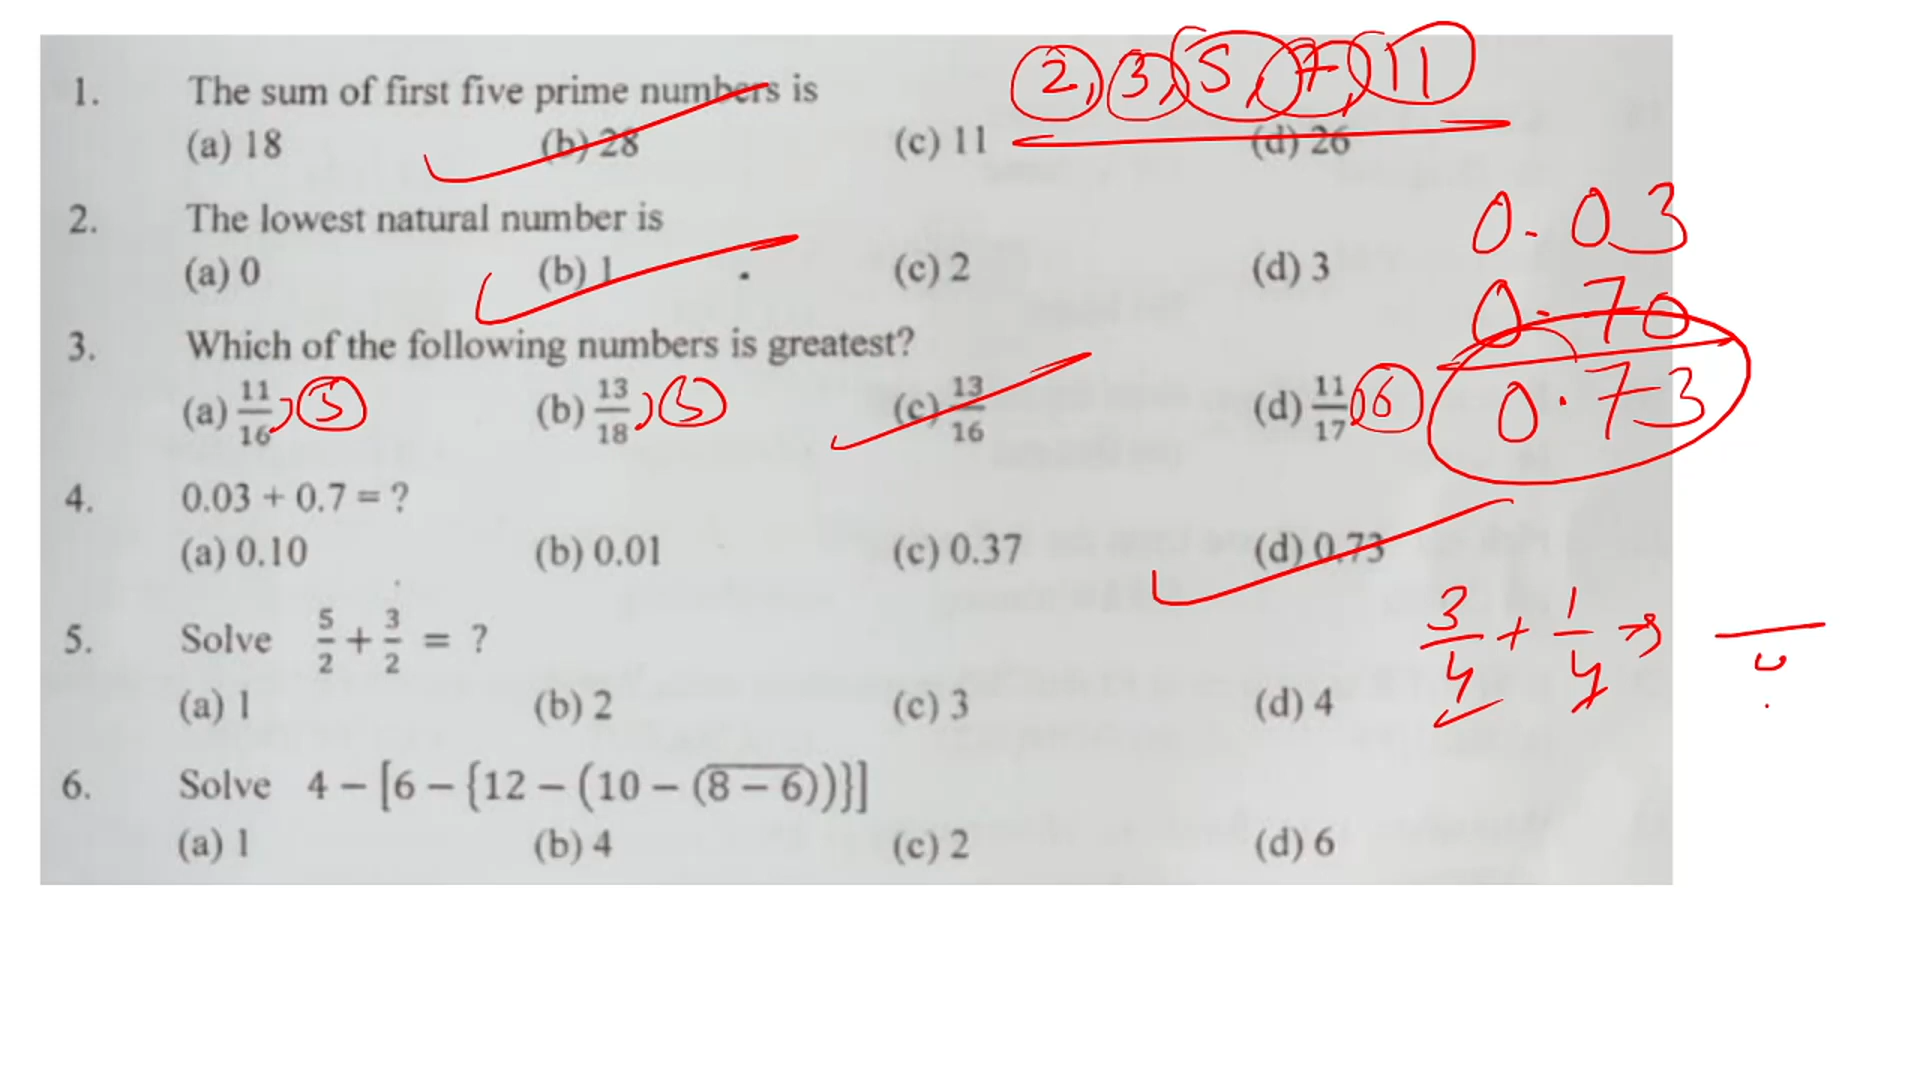 1. The sum of first five prime numbers is
(a) 18 (b) 28 (c) 11 (d) 26
2, 3, 5, 7, 11
2. The lowest natural number is
(a) 0 (b) 1 (c) 2 (d) 3
3. Which of the following numbers is greatest?
(a) 11/16, 5 (b) 13/18, 5 (c) 13/16 (d) 11/17, 6
0.03
0.70
0.73
4. 0.03 + 0.7 = ?
(a) 0.10 (b) 0.01 (c) 0.37 (d) 0.73
5. Solve 5/2 + 3/2 = ?
(a) 1 (b) 2 (c) 3 (d) 4
3/4 + 1/4 ⇒
6. Solve 4 − [6 − {12 − (10 − (8 − 6))}]
(a) 1 (b) 4 (c) 2 (d) 6